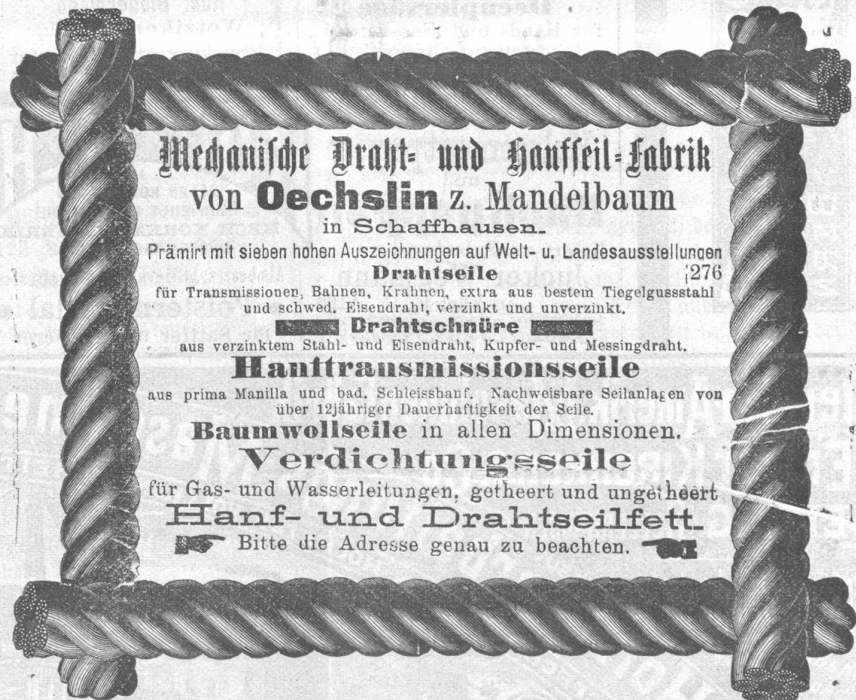 Mechanische Draht- und Hanfseil-Fabrik
von Oechslin z. Mandelbaum
in Schaffhausen.
Prämirt mit sieben hohen Auszeichnungen auf Welt- u. Landesausstellungen
Drahtseile 276
für Transmissionen, Bahnen, Krahnen, extra aus bestem Tiegelgussstahl
und schwed. Eisendraht, verzinkt und unverzinkt.
Drahtschnüre
aus verzinktem Stahl- und Eisendraht, Kupfer- und Messingdraht.
Hanftransmissionsseile
aus prima Manilla und bad. Schleisshanf. Nachweisbare Seilanlagen von
über 12jähriger Dauerhaftigkeit der Seile.
Baumwollseile in allen Dimensionen.
Verdichtungsseile
für Gas- und Wasserleitungen, getheert und ungetheert
Hanf- und Drahtseilfett.
Bitte die Adresse genau zu beachten.